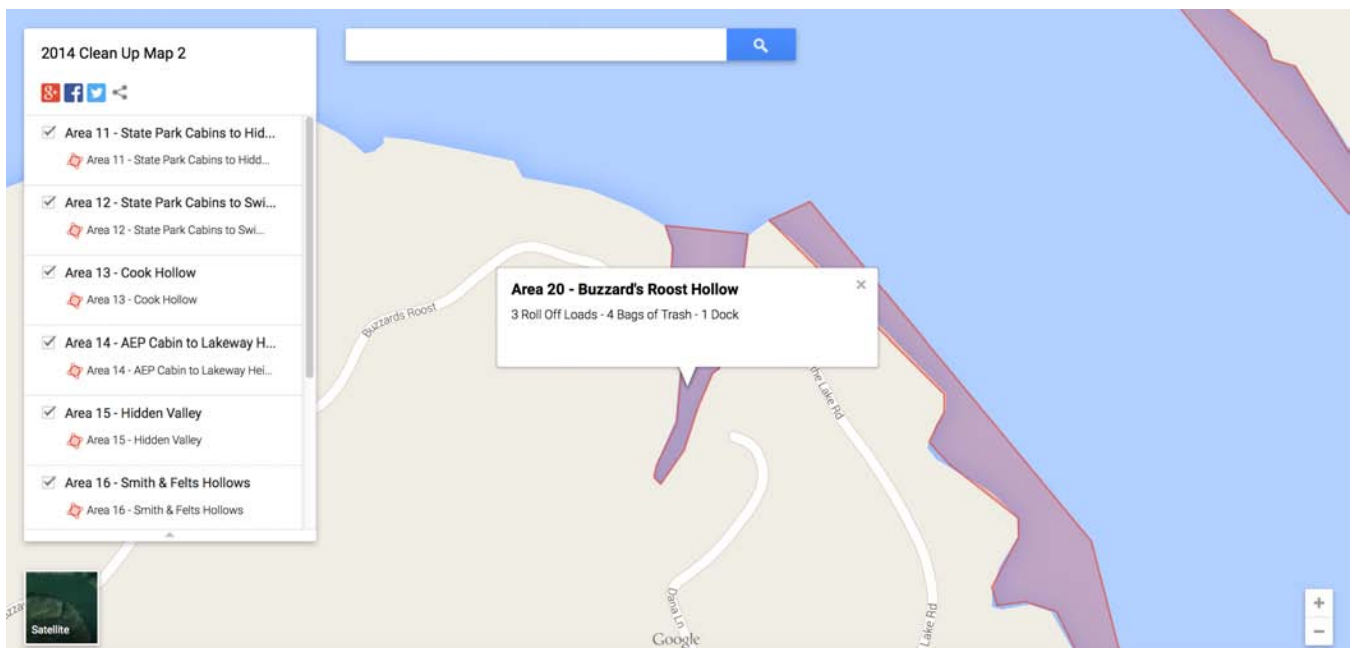 2014 Clean Up Map 2
Area 11 - State Park Cabins to Hid...
Area 11 - State Park Cabins to Hidd...
Area 12 - State Park Cabins to Swi...
Area 12 - State Park Cabins to Swi...
Area 13 - Cook Hollow
Area 13 - Cook Hollow
Area 14 - AEP Cabin to Lakeway H...
Area 14 - AEP Cabin to Lakeway Hei...
Area 15 - Hidden Valley
Area 15 - Hidden Valley
Area 16 - Smith & Felts Hollows
Area 16 - Smith & Felts Hollows
Satellite
Buzzards Roost
Area 20 - Buzzard's Roost Hollow
3 Roll Off Loads - 4 Bags of Trash - 1 Dock
the Lake Rd
Dana Ln
Lake Rd
Google